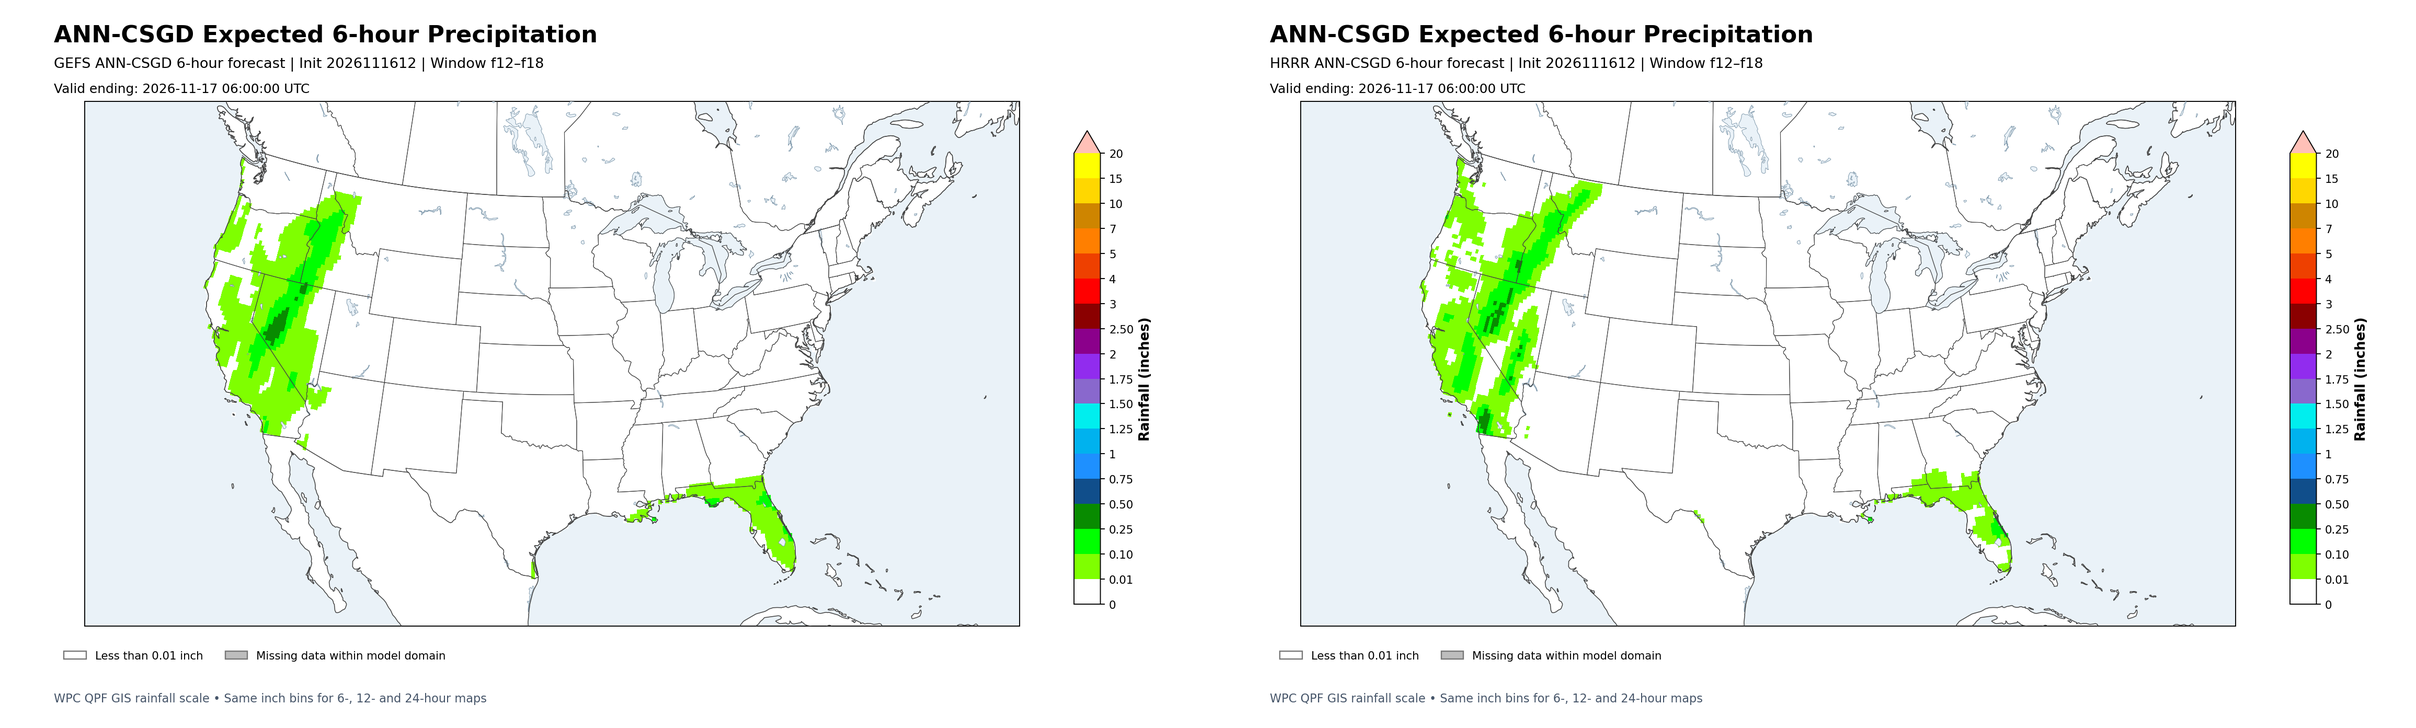 ANN-CSGD Expected 6-hour Precipitation
GEFS ANN-CSGD 6-hour forecast | Init 2026111612 | Window f12–f18
Valid ending: 2026-11-17 06:00:00 UTC
20
15
10
7
5
4
3
2.50
2
1.75
1.50
1.25
1
0.75
0.50
0.25
0.10
0.01
0
Rainfall (inches)
Less than 0.01 inch
Missing data within model domain
WPC QPF GIS rainfall scale • Same inch bins for 6-, 12- and 24-hour maps
ANN-CSGD Expected 6-hour Precipitation
HRRR ANN-CSGD 6-hour forecast | Init 2026111612 | Window f12–f18
Valid ending: 2026-11-17 06:00:00 UTC
20
15
10
7
5
4
3
2.50
2
1.75
1.50
1.25
1
0.75
0.50
0.25
0.10
0.01
0
Rainfall (inches)
Less than 0.01 inch
Missing data within model domain
WPC QPF GIS rainfall scale • Same inch bins for 6-, 12- and 24-hour maps